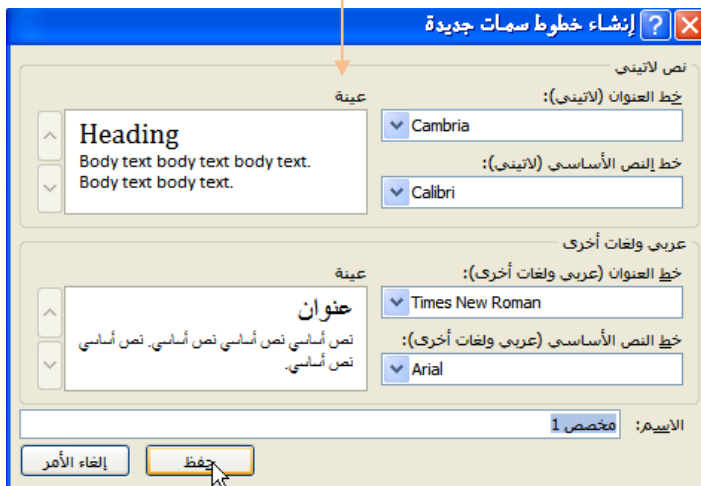 إنشاء خطوط سمات جديدة
نص لاتيني
خط العنوان (لاتيني):
Cambria
خط النص الأساسي (لاتيني):
Calibri
عينة
Heading
Body text body text body text.
Body text body text.
عربي ولغات أخرى
خط العنوان (عربي ولغات أخرى):
Times New Roman
خط النص الأساسي (عربي ولغات أخرى):
Arial
عينة
عنوان
نص أساسي نص أساسي نص أساسي. نص أساسي
نص أساسي.
الاسم: مخصص 1
حفظ
إلغاء الأمر